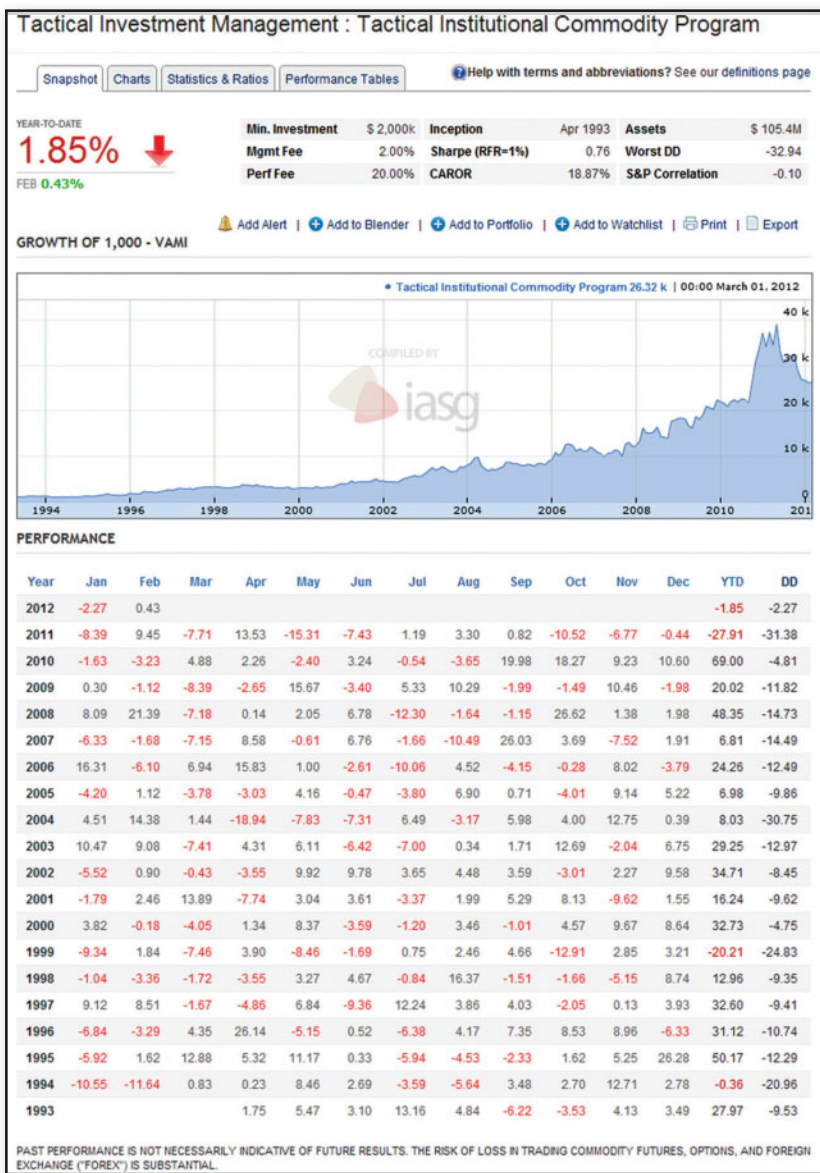 Tactical Investment Management : Tactical Institutional Commodity Program
Snapshot Charts Statistics & Ratios Performance Tables ?Help with terms and abbreviations? See our definitions page
YEAR-TO-DATE
1.85%
FEB 0.43%
Min. Investment $ 2,000k Inception Apr 1993 Assets $ 105.4M
Mgmt Fee 2.00% Sharpe (RFR=1%) 0.76 Worst DD -32.94
Perf Fee 20.00% CAROR 18.87% S&P Correlation -0.10
Add Alert | Add to Blender | Add to Portfolio | Add to Watchlist | Print | Export
GROWTH OF 1,000 - VAMI
• Tactical Institutional Commodity Program 26.32 k | 00:00 March 01, 2012
40 k
COMPILED BY
30 k
iasg
20 k
10 k
0
1994 1996 1998 2000 2002 2004 2006 2008 2010 201
PERFORMANCE
Year Jan Feb Mar Apr May Jun Jul Aug Sep Oct Nov Dec YTD DD
2012 -2.27 0.43 -1.85 -2.27
2011 -8.39 9.45 -7.71 13.53 -15.31 -7.43 1.19 3.30 0.82 -10.52 -6.77 -0.44 -27.91 -31.38
2010 -1.63 -3.23 4.88 2.26 -2.40 3.24 -0.54 -3.65 19.98 18.27 9.23 10.60 69.00 -4.81
2009 0.30 -1.12 -8.39 -2.65 15.67 -3.40 5.33 10.29 -1.99 -1.49 10.46 -1.98 20.02 -11.82
2008 8.09 21.39 -7.18 0.14 2.05 6.78 -12.30 -1.64 -1.15 26.62 1.38 1.98 48.35 -14.73
2007 -6.33 -1.68 -7.15 8.58 -0.61 6.76 -1.66 -10.49 26.03 3.69 -7.52 1.91 6.81 -14.49
2006 16.31 -6.10 6.94 15.83 1.00 -2.61 -10.06 4.52 -4.15 -0.28 8.02 -3.79 24.26 -12.49
2005 -4.20 1.12 -3.78 -3.03 4.16 -0.47 -3.80 6.90 0.71 -4.01 9.14 5.22 6.98 -9.86
2004 4.51 14.38 1.44 -18.94 -7.83 -7.31 6.49 -3.17 5.98 4.00 12.75 0.39 8.03 -30.75
2003 10.47 9.08 -7.41 4.31 6.11 -6.42 -7.00 0.34 1.71 12.69 -2.04 6.75 29.25 -12.97
2002 -5.52 0.90 -0.43 -3.55 9.92 9.78 3.65 4.48 3.59 -3.01 2.27 9.58 34.71 -8.45
2001 -1.79 2.46 13.89 -7.74 3.04 3.61 -3.37 1.99 5.29 8.13 -9.62 1.55 16.24 -9.62
2000 3.82 -0.18 -4.05 1.34 8.37 -3.59 -1.20 3.46 -1.01 4.57 9.67 8.64 32.73 -4.75
1999 -9.34 1.84 -7.46 3.90 -8.46 -1.69 0.75 2.46 4.66 -12.91 2.85 3.21 -20.21 -24.83
1998 -1.04 -3.36 -1.72 -3.55 3.27 4.67 -0.84 16.37 -1.51 -1.66 -5.15 8.74 12.96 -9.35
1997 9.12 8.51 -1.67 -4.86 6.84 -9.36 12.24 3.86 4.03 -2.05 0.13 3.93 32.60 -9.41
1996 -6.84 -3.29 4.35 26.14 -5.15 0.52 -6.38 4.17 7.35 8.53 8.96 -6.33 31.12 -10.74
1995 -5.92 1.62 12.88 5.32 11.17 0.33 -5.94 -4.53 -2.33 1.62 5.25 26.28 50.17 -12.29
1994 -10.55 -11.64 0.83 0.23 8.46 2.69 -3.59 -5.64 3.48 2.70 12.71 2.78 -0.36 -20.96
1993 1.75 5.47 3.10 13.16 4.84 -6.22 -3.53 4.13 3.49 27.97 -9.53
PAST PERFORMANCE IS NOT NECESSARILY INDICATIVE OF FUTURE RESULTS. THE RISK OF LOSS IN TRADING COMMODITY FUTURES, OPTIONS, AND FOREIGN
EXCHANGE ("FOREX") IS SUBSTANTIAL.